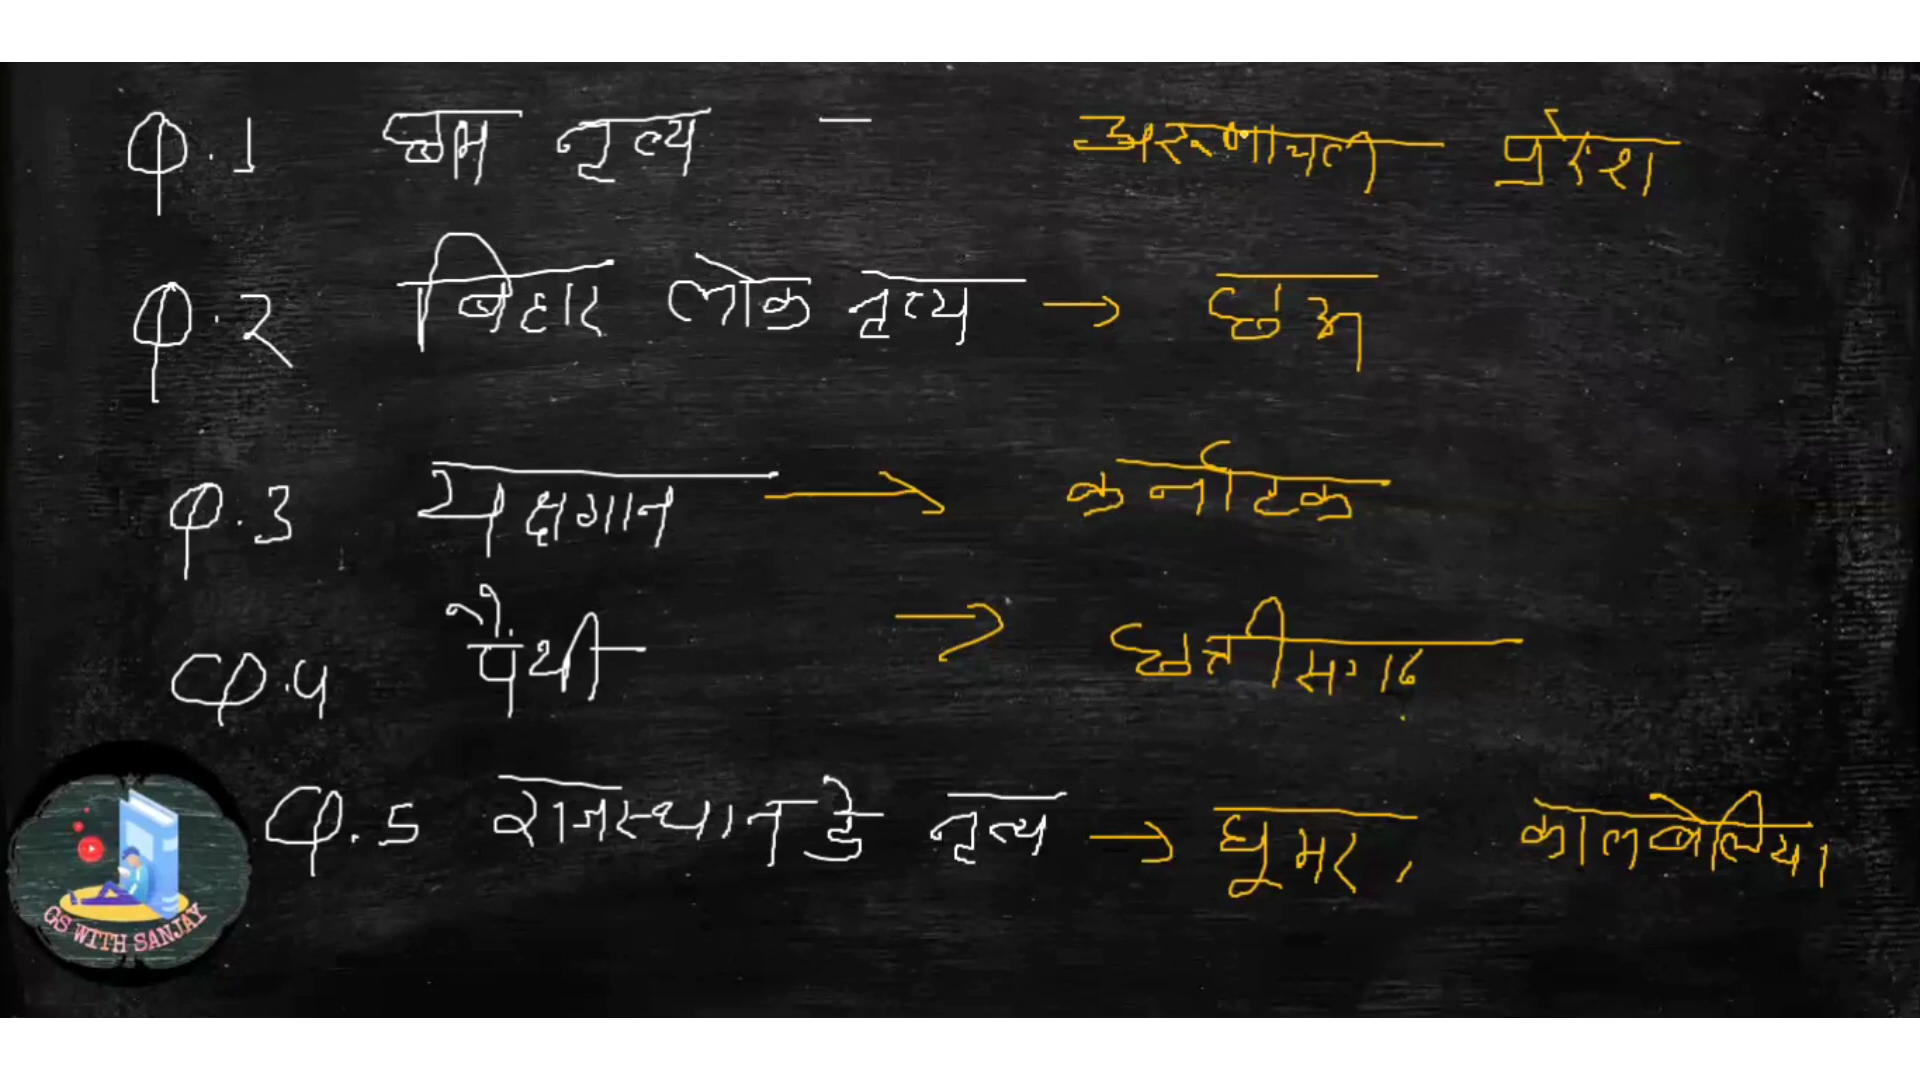 Q.1 छम नृत्य — अरुणाचल प्रदेश
Q.2 बिहार लोक नृत्य →
Q.3 यक्षगान → कर्नाटक
Q.4 पंथी → छत्तीसगढ़
Q.5 राजस्थान के नृत्य → घूमर, कालबेलिया
GS WITH SANJAY